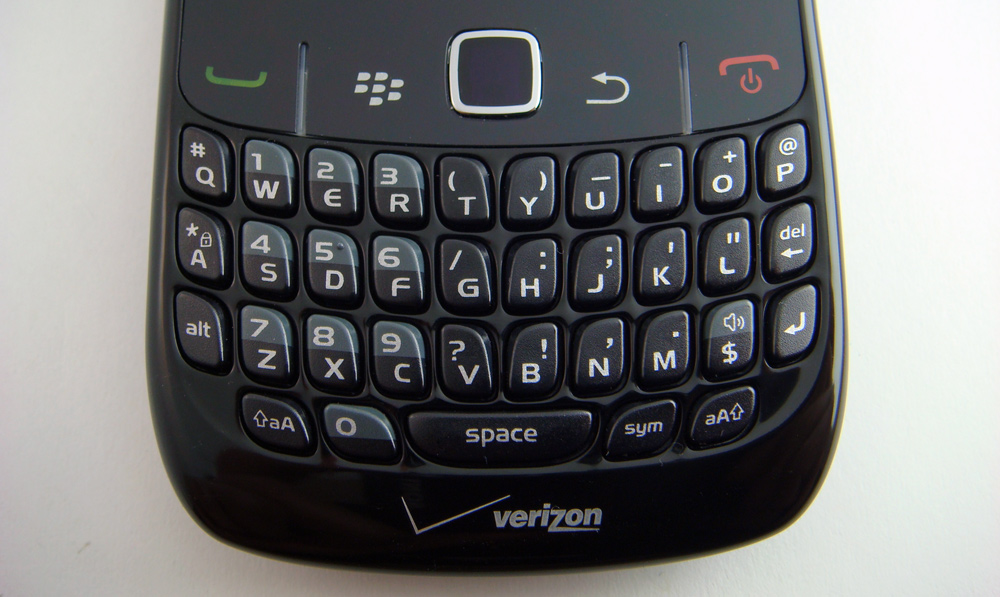 # 1 2 3 ( ) _ - + @
Q W E R T Y U I O P
* 4 5 6 / : ; ' " del
A S D F G H J K L
alt 7 8 9 ? ! , . $
Z X C V B N M
aA 0 space sym aA
verizon